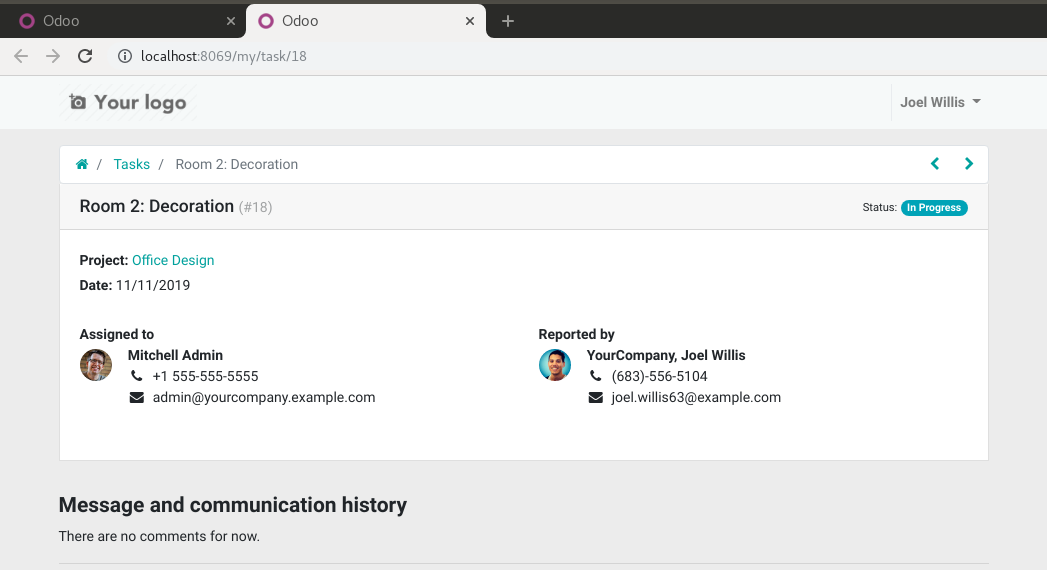 Odoo
Odoo
localhost:8069/my/task/18
Your logo
Joel Willis
/ Tasks / Room 2: Decoration
Room 2: Decoration (#18)
Status: In Progress
Project: Office Design
Date: 11/11/2019
Assigned to
Mitchell Admin
+1 555-555-5555
admin@yourcompany.example.com
Reported by
YourCompany, Joel Willis
(683)-556-5104
joel.willis63@example.com
Message and communication history
There are no comments for now.